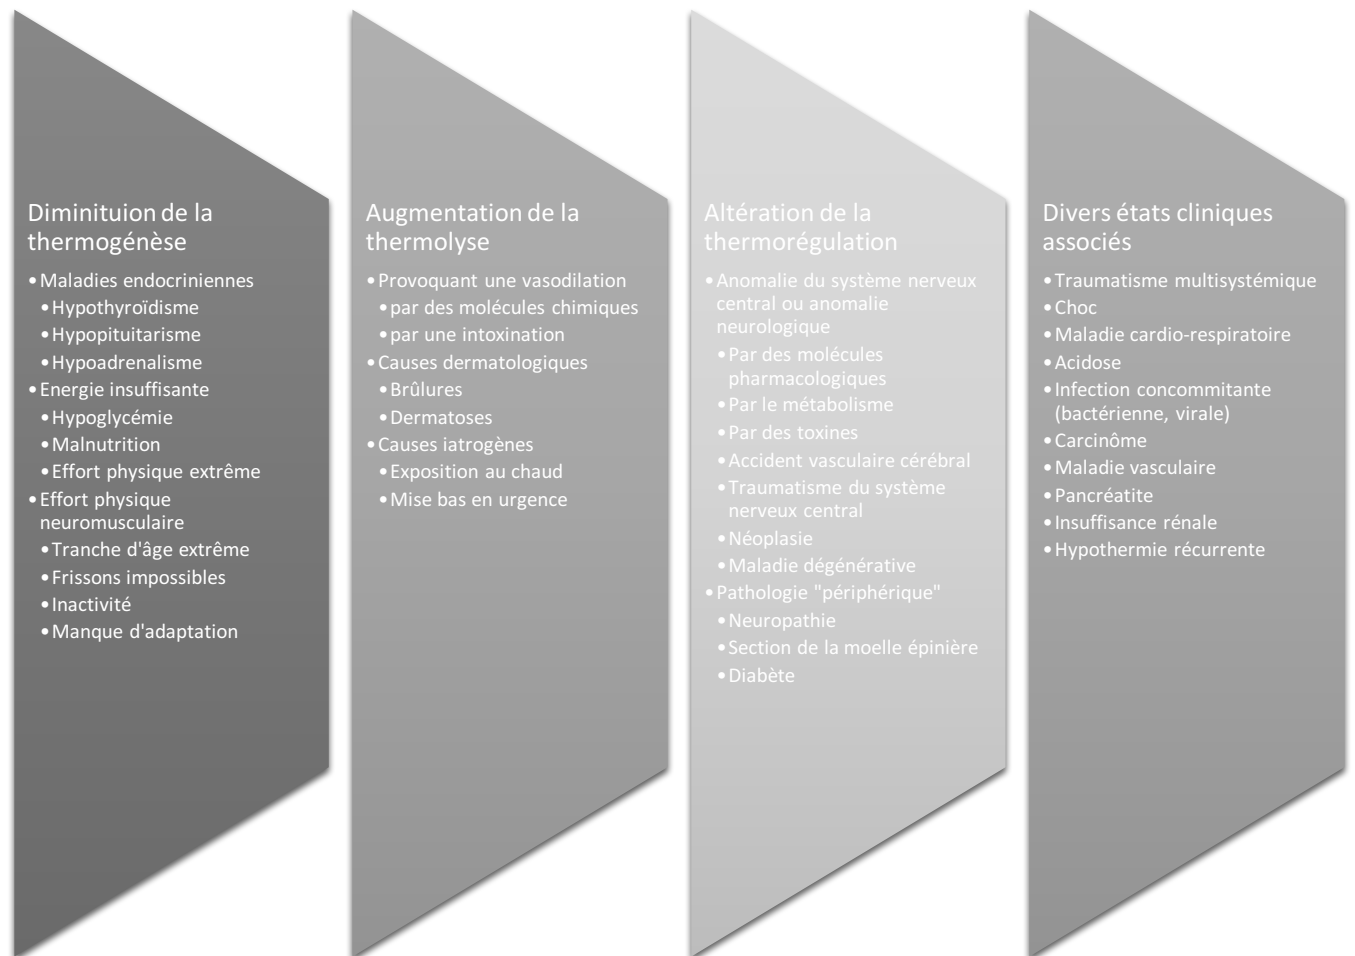 Diminituion de la
thermogénèse
•Maladies endocriniennes
•Hypothyroïdisme
•Hypopituitarisme
•Hypoadrenalisme
•Energie insuffisante
•Hypoglycémie
•Malnutrition
•Effort physique extrême
•Effort physique
neuromusculaire
•Tranche d'âge extrême
•Frissons impossibles
•Inactivité
•Manque d'adaptation
Augmentation de la
thermolyse
•Provoquant une vasodilation
•par des molécules chimiques
•par une intoxination
•Causes dermatologiques
•Brûlures
•Dermatoses
•Causes iatrogènes
•Exposition au chaud
•Mise bas en urgence
Altération de la
thermorégulation
•Anomalie du système nerveux
central ou anomalie
neurologique
•Par des molécules
pharmacologiques
•Par le métabolisme
•Par des toxines
•Accident vasculaire cérébral
•Traumatisme du système
nerveux central
•Néoplasie
•Maladie dégénérative
•Pathologie "périphérique"
•Neuropathie
•Section de la moelle épinière
•Diabète
Divers états cliniques
associés
•Traumatisme multisystémique
•Choc
•Maladie cardio-respiratoire
•Acidose
•Infection concommitante
(bactérienne, virale)
•Carcinôme
•Maladie vasculaire
•Pancréatite
•Insuffisance rénale
•Hypothermie récurrente